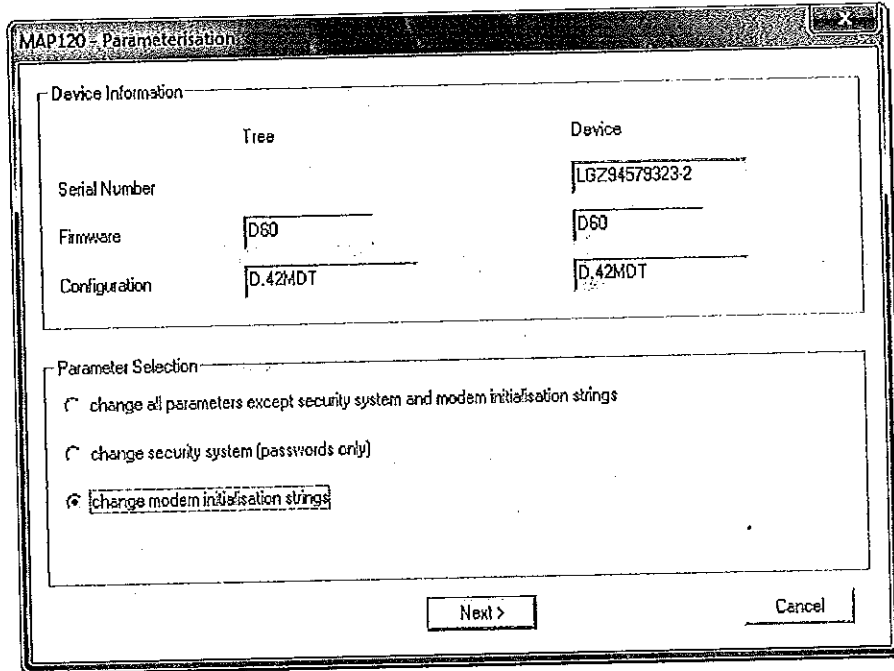 MAP120 - Parameterisation
Device Information
Tree Device
Serial Number LGZ94579323-2
Firmware D60 D60
Configuration D.42MDT D.42MDT
Parameter Selection
change all parameters except security system and modem initialisation strings
change security system (passwords only)
change modem initialisation strings
Next > Cancel